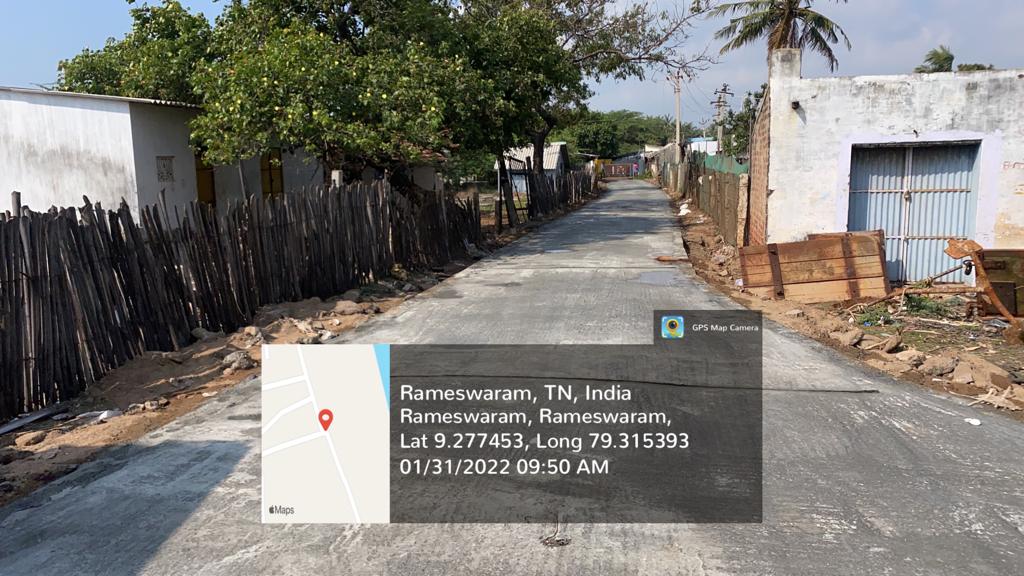 GPS Map Camera
Rameswaram, TN, India
Rameswaram, Rameswaram,
Lat 9.277453, Long 79.315393
01/31/2022 09:50 AM
Maps